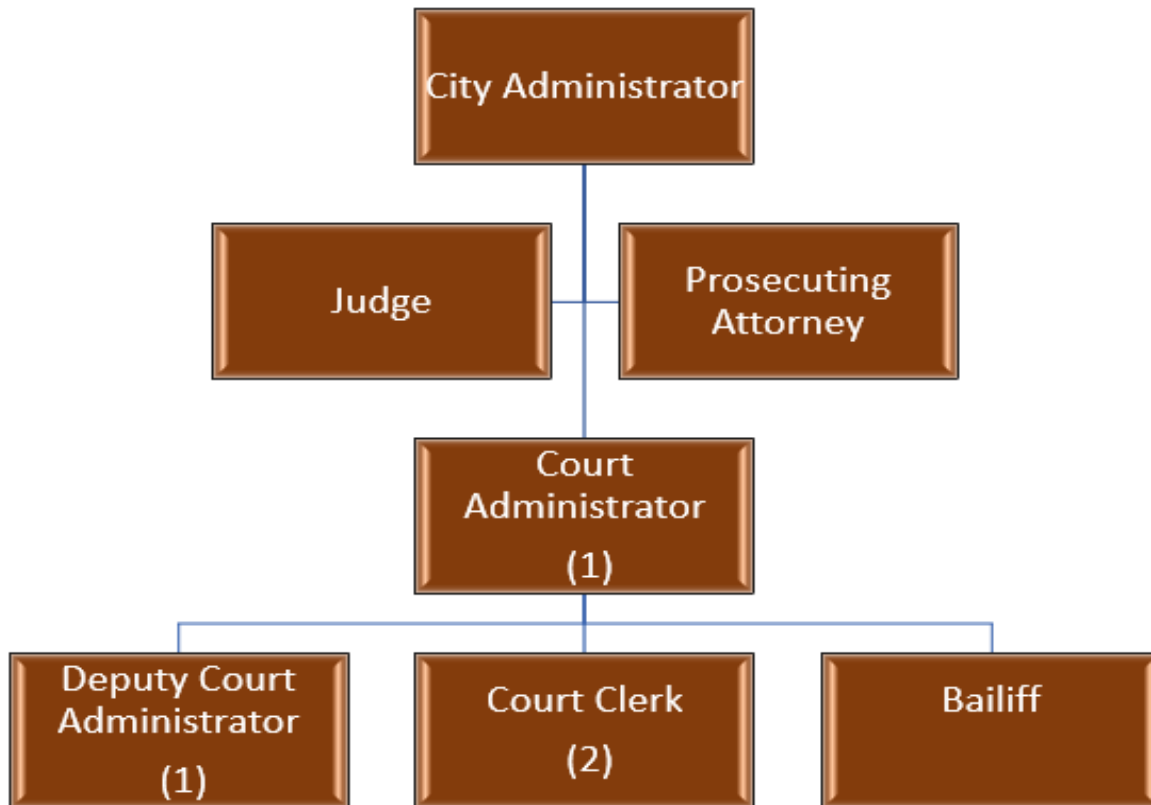 City Administrator
Judge
Prosecuting
Attorney
Court
Administrator
(1)
Deputy Court
Administrator
(1)
Court Clerk
(2)
Bailiff